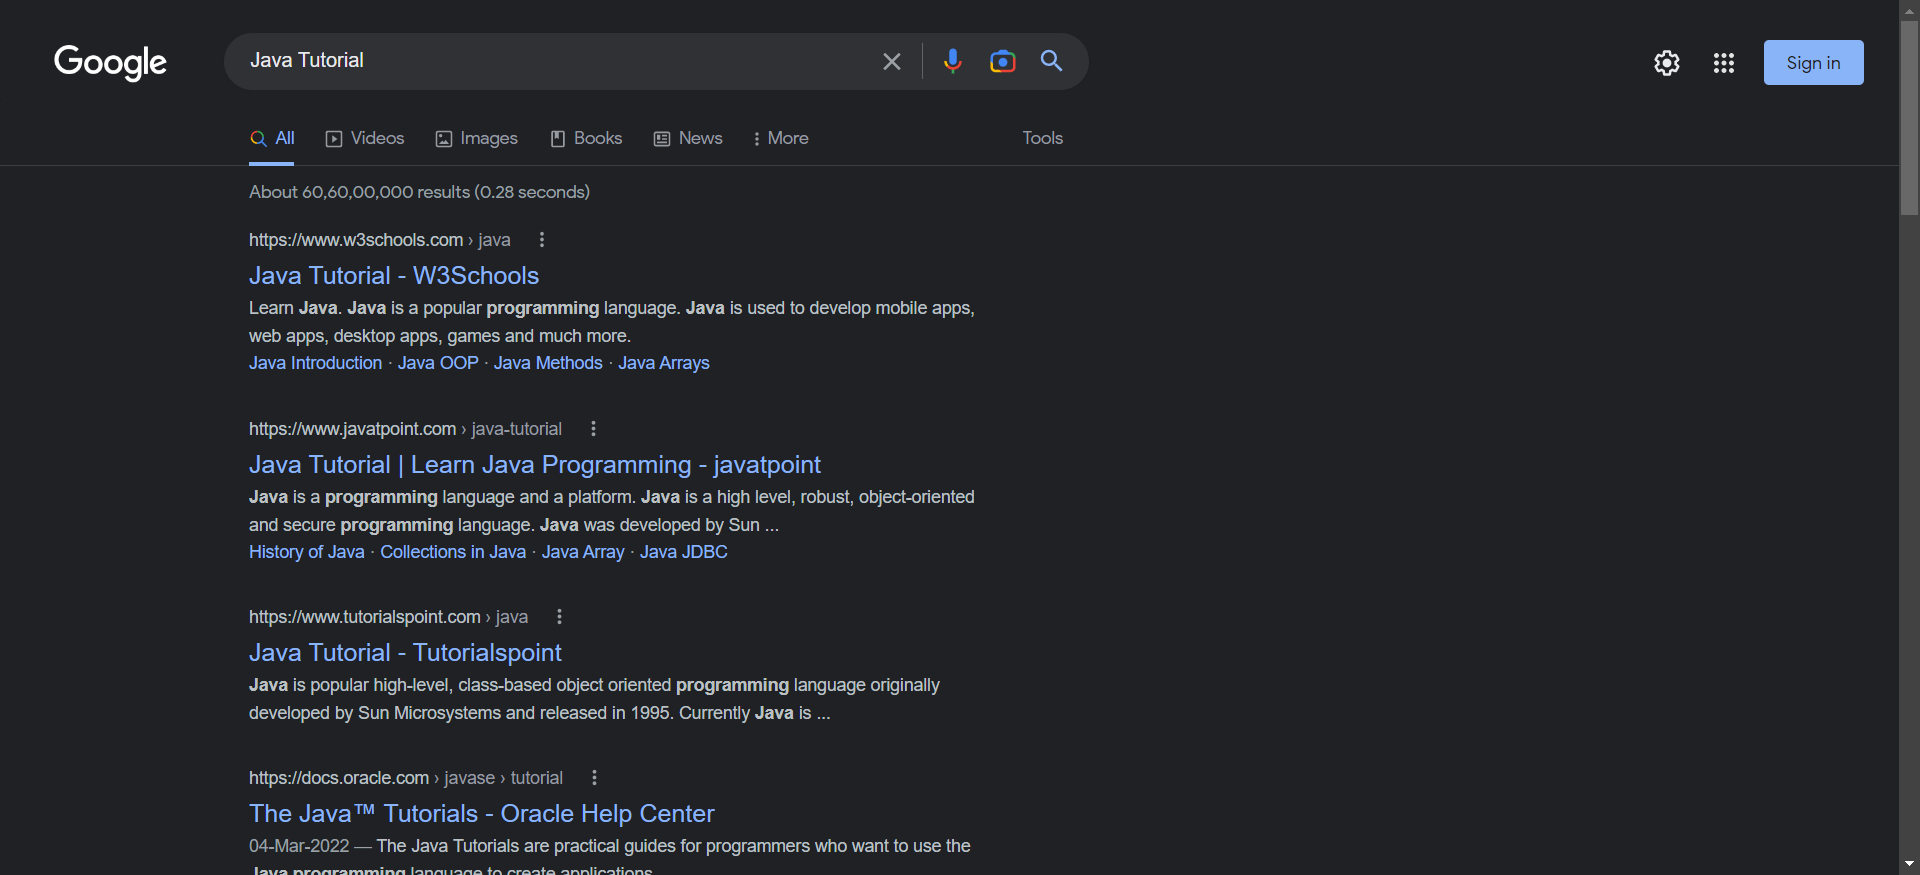 Google
Java Tutorial
Sign in
All Videos Images Books News More Tools
About 60,60,00,000 results (0.28 seconds)
https://www.w3schools.com › java
Java Tutorial - W3Schools
Learn Java. Java is a popular programming language. Java is used to develop mobile apps,
web apps, desktop apps, games and much more.
Java Introduction · Java OOP · Java Methods · Java Arrays
https://www.javatpoint.com › java-tutorial
Java Tutorial | Learn Java Programming - javatpoint
Java is a programming language and a platform. Java is a high level, robust, object-oriented
and secure programming language. Java was developed by Sun ...
History of Java · Collections in Java · Java Array · Java JDBC
https://www.tutorialspoint.com › java
Java Tutorial - Tutorialspoint
Java is popular high-level, class-based object oriented programming language originally
developed by Sun Microsystems and released in 1995. Currently Java is ...
https://docs.oracle.com › javase › tutorial
The Java™ Tutorials - Oracle Help Center
04-Mar-2022 — The Java Tutorials are practical guides for programmers who want to use the
Java programming language to create applications.